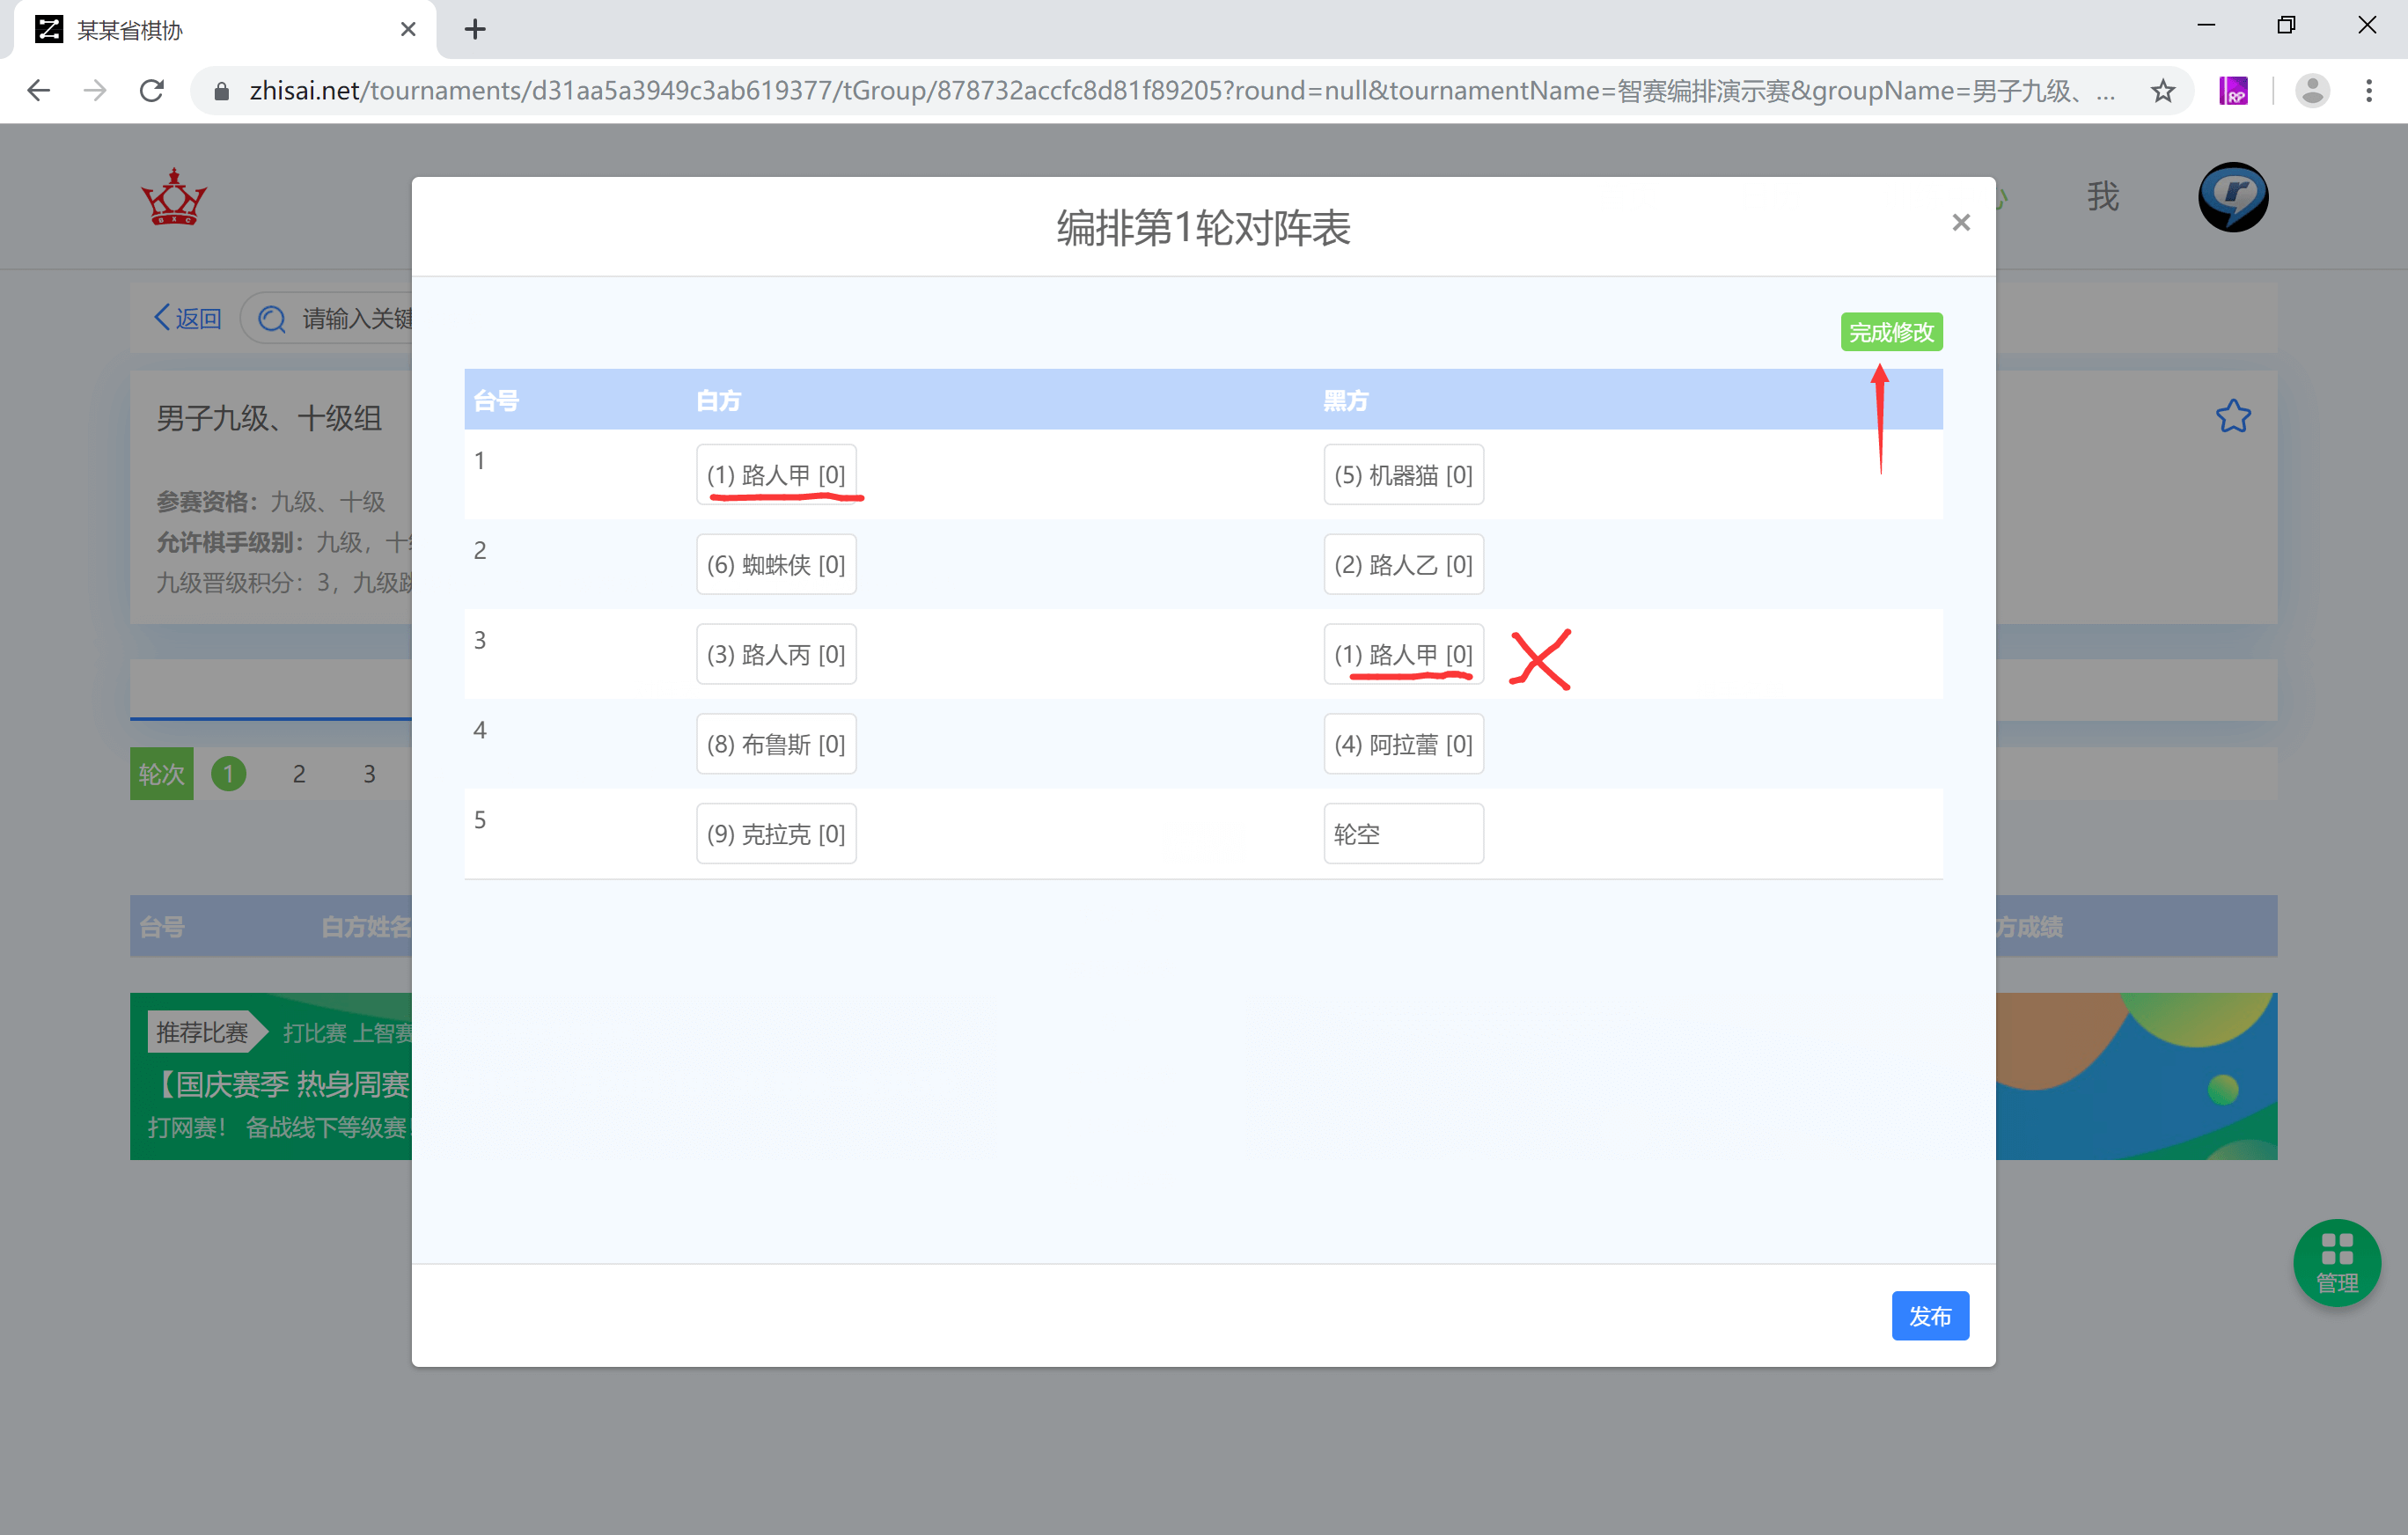 某某省棋协
zhisai.net/tournaments/d31aa5a3949c3ab619377/tGroup/878732accfc8d81f89205?round=null&tournamentName=智赛编排演示赛&groupName=男子九级、...
RP
BXC
编排第1轮对阵表
我
返回
请输入关键
完成修改
男子九级、十级组
参赛资格：九级、十级
允许棋手级别：九级，十
九级晋级积分：3，九级
台号 白方 黑方
1 (1) 路人甲 [0] (5) 机器猫 [0]
2 (6) 蜘蛛侠 [0] (2) 路人乙 [0]
3 (3) 路人丙 [0] (1) 路人甲 [0]
4 (8) 布鲁斯 [0] (4) 阿拉蕾 [0]
5 (9) 克拉克 [0] 轮空
轮次 1 2 3
台号 白方姓名 方成绩
推荐比赛 打比赛 上智赛
【国庆赛季 热身周赛
打网赛！ 备战线下等级赛！
管理
发布